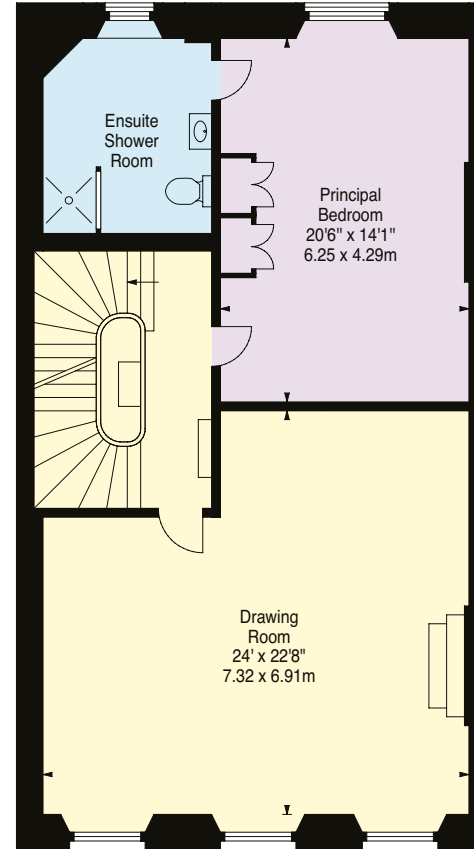 Ensuite
Shower
Room
Principal
Bedroom
20'6" x 14'1"
6.25 x 4.29m
Drawing
Room
24' x 22'8"
7.32 x 6.91m